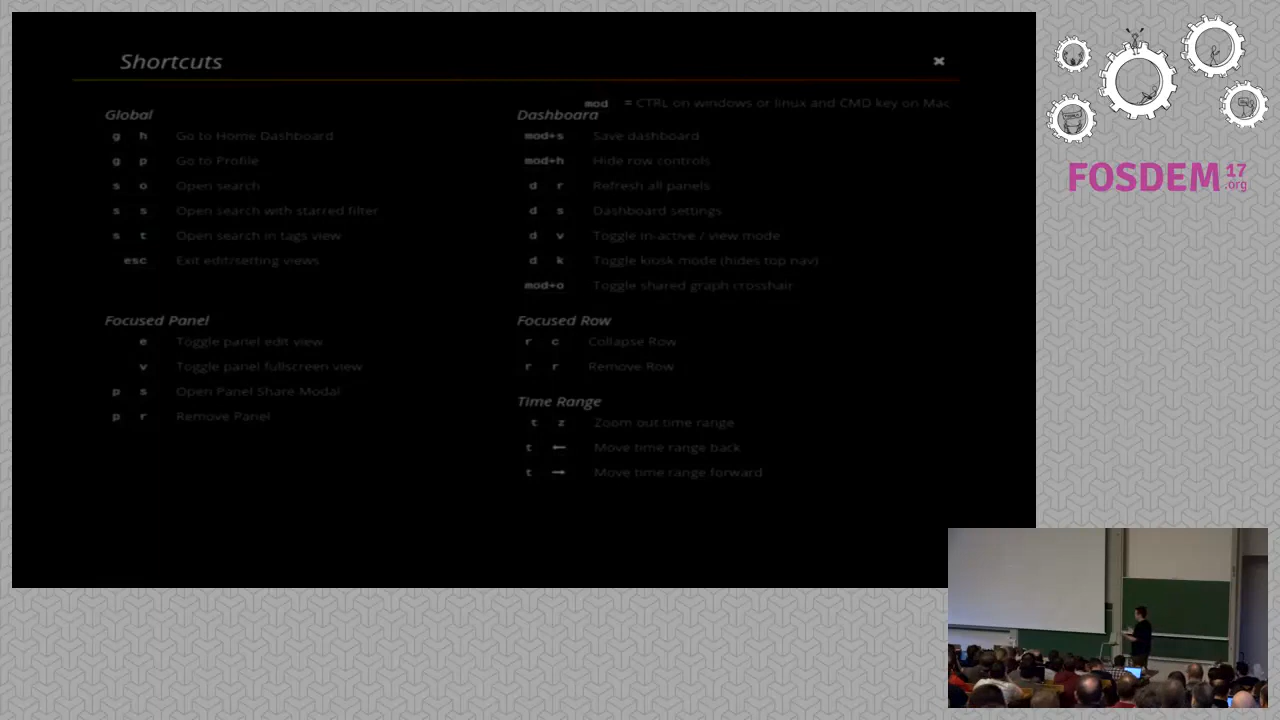 Shortcuts
mod = CTRL on windows or linux and CMD key on Mac
Global
g h Go to Home Dashboard
g p Go to Profile
s o Open search
s s Open search with starred filter
s t Open search in tags view
esc Exit edit/setting views
Dashboard
mod+s Save dashboard
mod+h Hide row controls
d r Refresh all panels
d s Dashboard settings
d v Toggle in-active / view mode
d k Toggle kiosk mode (hides top nav)
mod+o Toggle shared graph crosshair
Focused Panel
e Toggle panel edit view
v Toggle panel fullscreen view
p s Open Panel Share Modal
p r Remove Panel
Focused Row
r c Collapse Row
r r Remove Row
Time Range
t z Zoom out time range
t ← Move time range back
t → Move time range forward
FOSDEM 17
.org